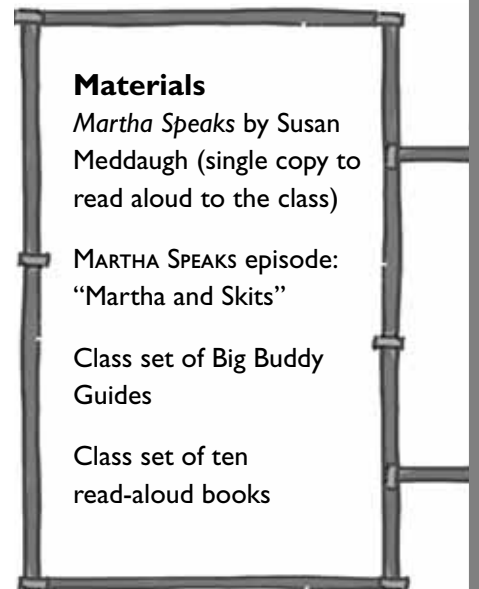 Materials
Martha Speaks by Susan
Meddaugh (single copy to
read aloud to the class)
MARTHA SPEAKS episode:
“Martha and Skits”
Class set of Big Buddy
Guides
Class set of ten
read-aloud books